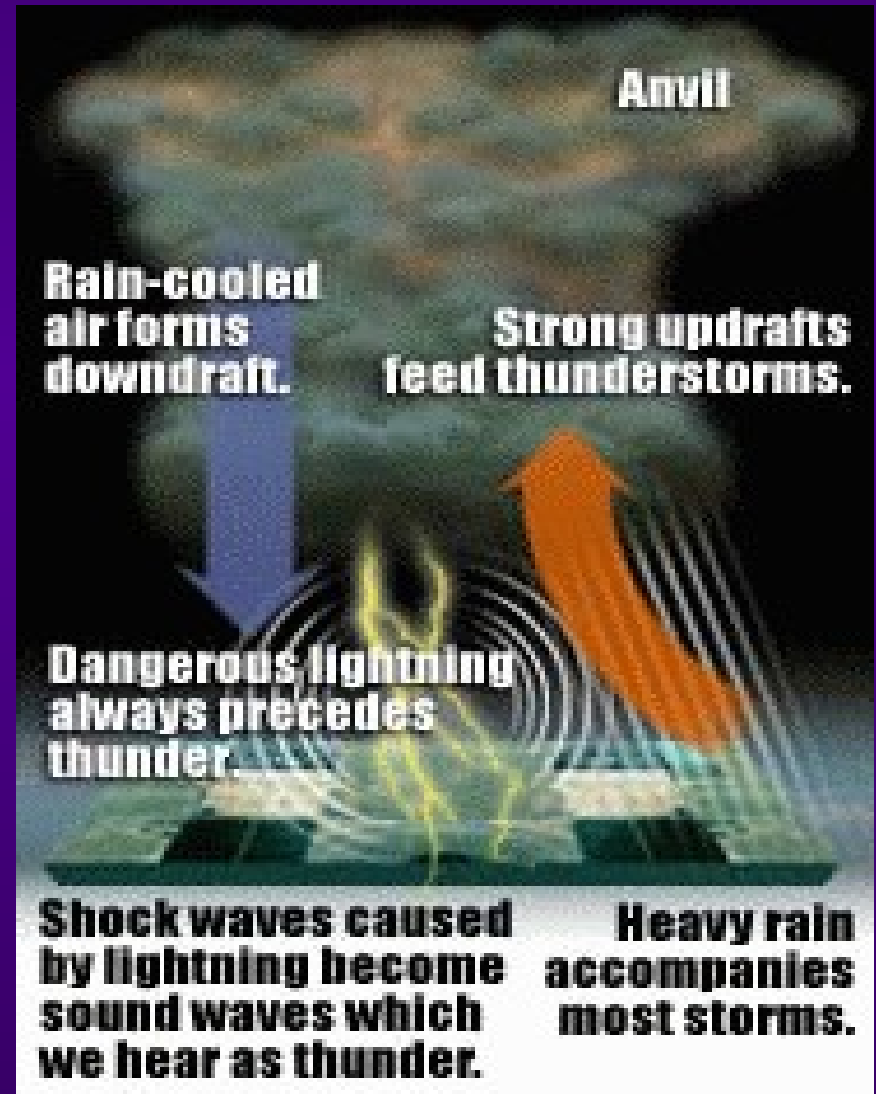 Anvil
Rain-cooled
air forms
downdraft.
Strong updrafts
feed thunderstorms.
Dangerous lightning
always precedes
thunder.
Shock waves caused
by lightning become
sound waves which
we hear as thunder.
Heavy rain
accompanies
most storms.